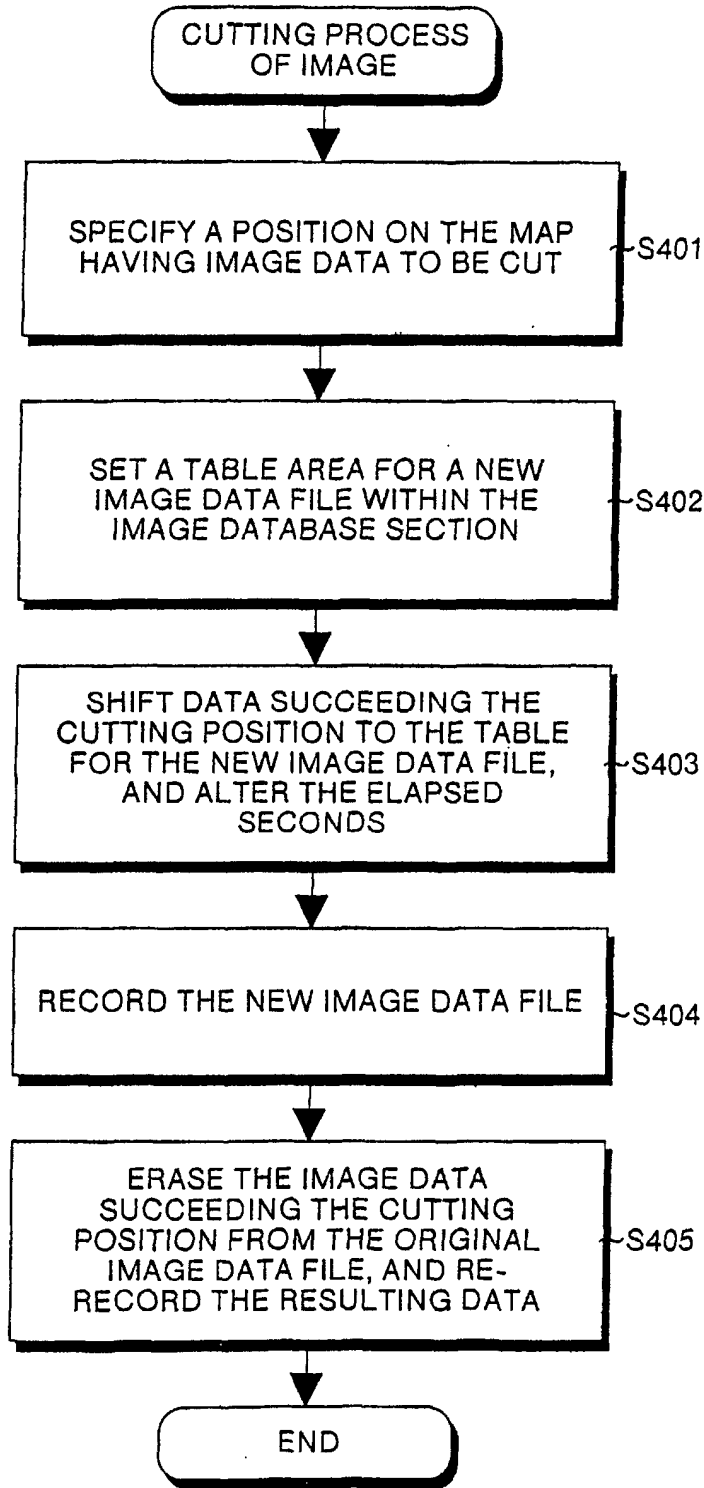 CUTTING PROCESS
OF IMAGE
SPECIFY A POSITION ON THE MAP
HAVING IMAGE DATA TO BE CUT
S401
SET A TABLE AREA FOR A NEW
IMAGE DATA FILE WITHIN THE
IMAGE DATABASE SECTION
S402
SHIFT DATA SUCCEEDING THE
CUTTING POSITION TO THE TABLE
FOR THE NEW IMAGE DATA FILE,
AND ALTER THE ELAPSED
SECONDS
S403
RECORD THE NEW IMAGE DATA FILE
S404
ERASE THE IMAGE DATA
SUCCEEDING THE CUTTING
POSITION FROM THE ORIGINAL
IMAGE DATA FILE, AND RE-
RECORD THE RESULTING DATA
S405
END